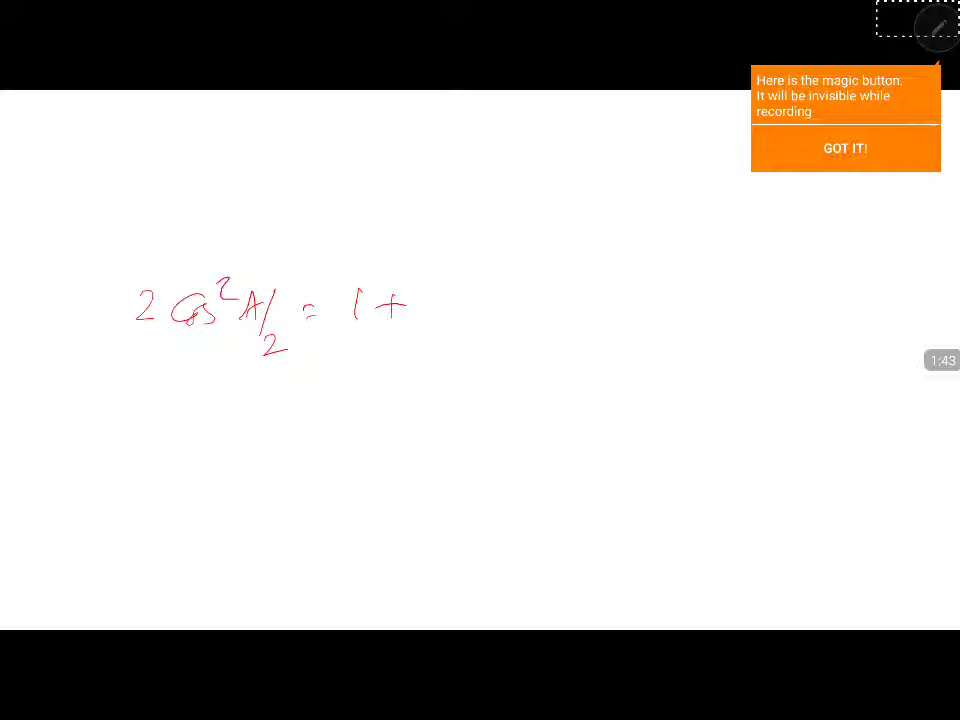 Here is the magic button.
It will be invisible while
recording
GOT IT!
2 Cos²A/2 = 1 +
1:43